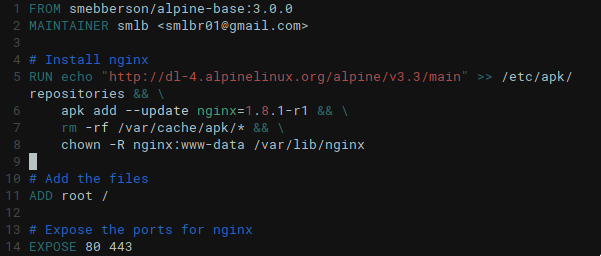 1 FROM smebberson/alpine-base:3.0.0
2 MAINTAINER smlb <smlbr01@gmail.com>
3
4 # Install nginx
5 RUN echo "http://dl-4.alpinelinux.org/alpine/v3.3/main" >> /etc/apk/
repositories && \
6     apk add --update nginx=1.8.1-r1 && \
7     rm -rf /var/cache/apk/* && \
8     chown -R nginx:www-data /var/lib/nginx
9
10 # Add the files
11 ADD root /
12
13 # Expose the ports for nginx
14 EXPOSE 80 443